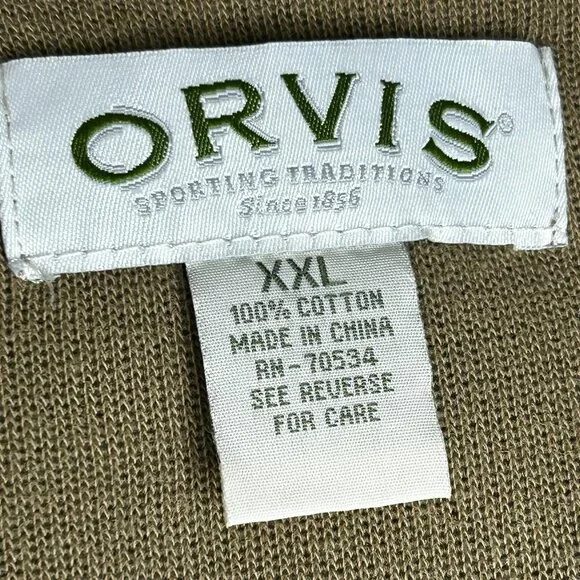 ORVIS®
SPORTING TRADITIONS
Since 1856
XXL
100% COTTON
MADE IN CHINA
RN-70534
SEE REVERSE
FOR CARE